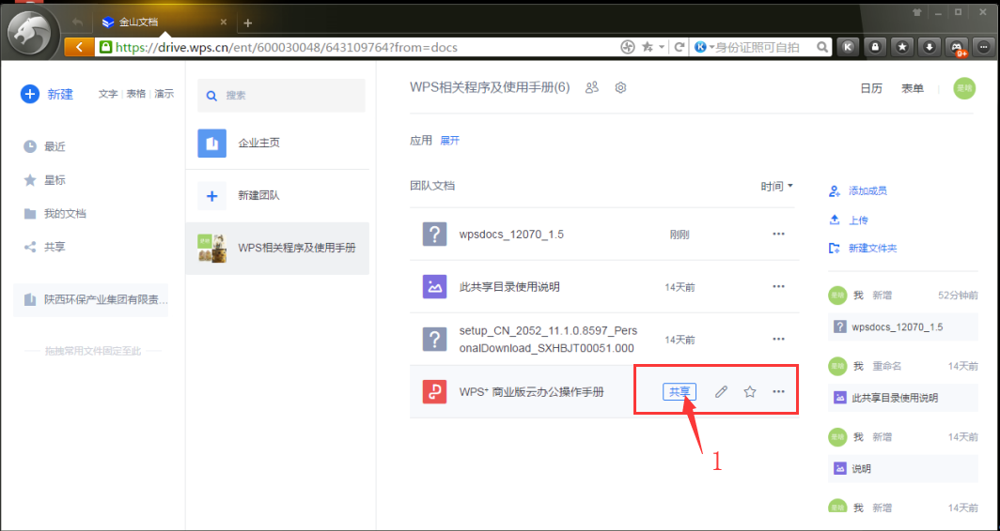 金山文档
https://drive.wps.cn/ent/600030048/643109764?from=docs
身份证照可自拍
9+
新建
文字 | 表格 | 演示
最近
星标
我的文档
共享
陕西环保产业集团有限责...
拖拽常用文件固定至此
搜索
企业主页
新建团队
WPS相关程序及使用手册
WPS相关程序及使用手册(6)
日历
表单
应用 展开
团队文档
时间
wpsdocs_12070_1.5
刚刚
此共享目录使用说明
14天前
setup_CN_2052_11.1.0.8597_Pers
onalDownload_SXHBJT00051.000
14天前
WPS⁺ 商业版云办公操作手册
共享
1
添加成员
上传
新建文件夹
我 新增 52分钟前
wpsdocs_12070_1.5
我 重命名 14天前
此共享目录使用说明
我 新增 14天前
说明
我 新增 14天前